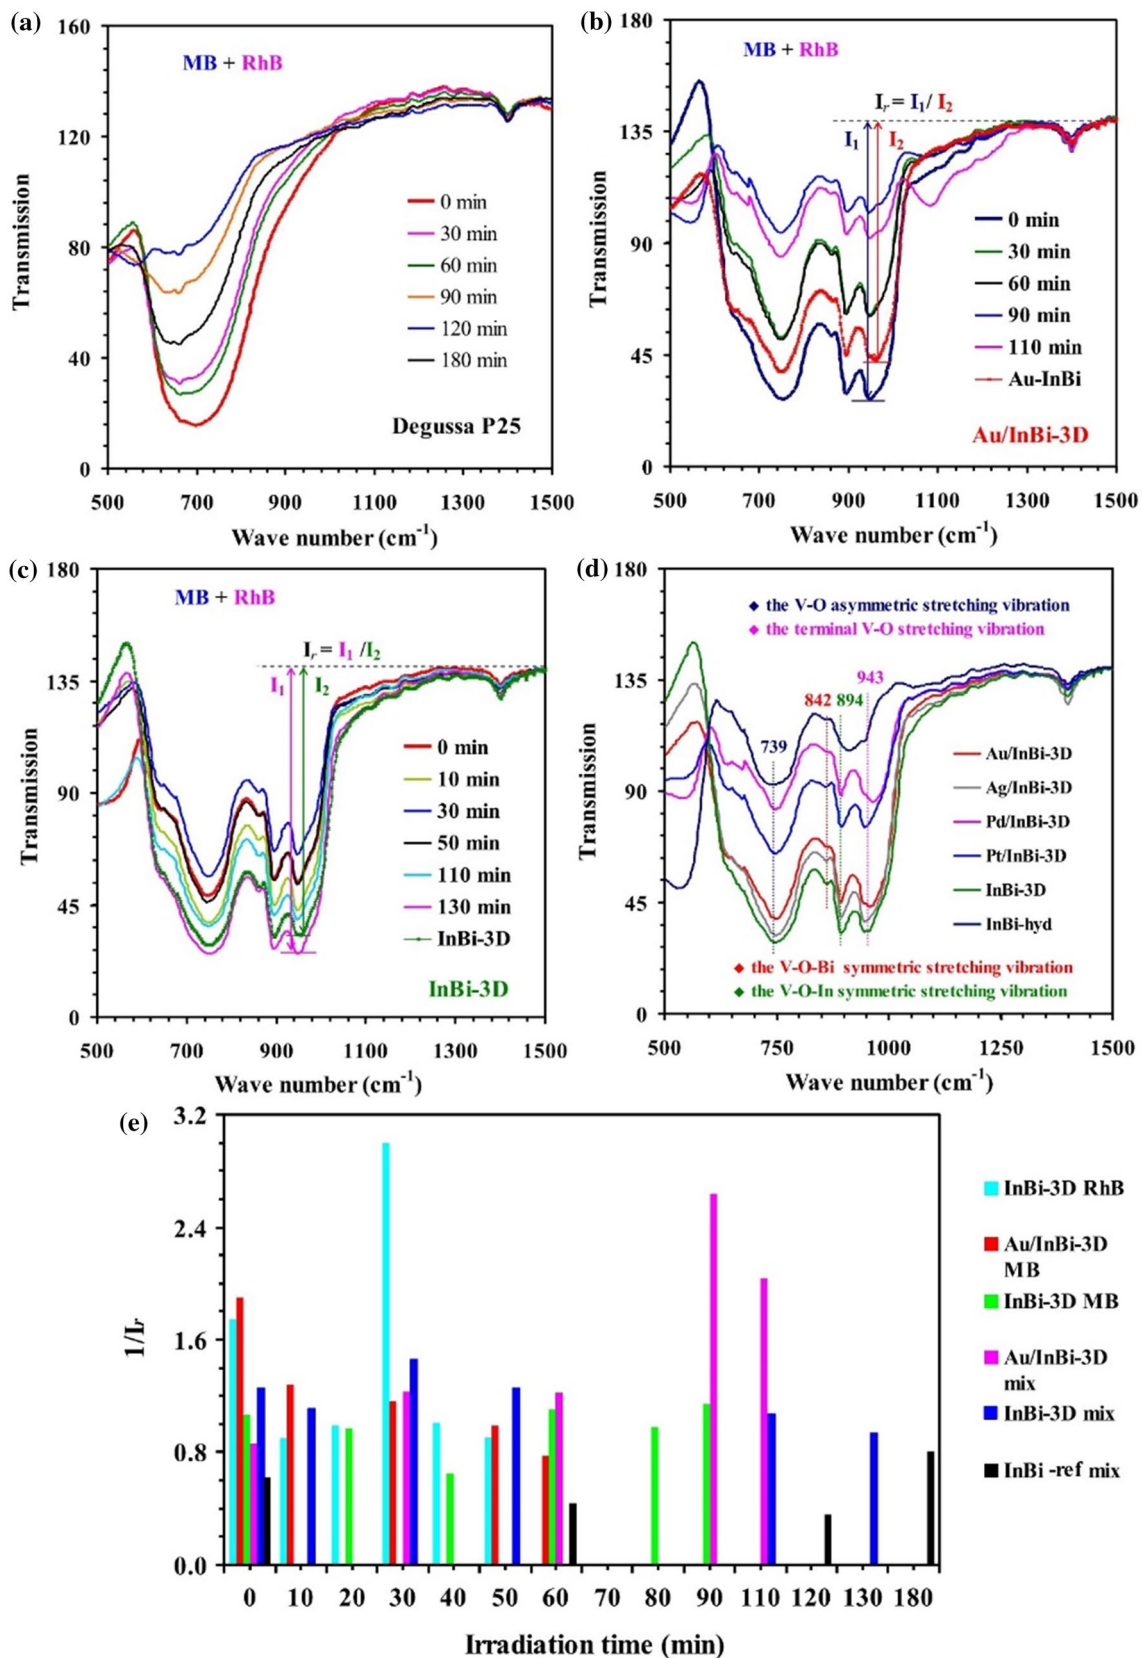 (a)
160
120
80
40
0
Transmission
MB + RhB
0 min
30 min
60 min
90 min
120 min
180 min
Degussa P25
500 700 900 1100 1300 1500
Wave number (cm-1)
(b)
180
135
90
45
0
Transmission
MB + RhB
Ir = I1/ I2
I1 I2
0 min
30 min
60 min
90 min
110 min
Au-InBi
Au/InBi-3D
500 700 900 1100 1300 1500
Wave number (cm-1)
(c)
180
135
90
45
0
Transmission
MB + RhB
Ir = I1 /I2
I1 I2
0 min
10 min
30 min
50 min
110 min
130 min
InBi-3D
InBi-3D
500 700 900 1100 1300 1500
Wave number (cm-1)
(d)
180
135
90
45
0
Transmission
the V-O asymmetric stretching vibration
the terminal V-O stretching vibration
943
842 894
739
Au/InBi-3D
Ag/InBi-3D
Pd/InBi-3D
Pt/InBi-3D
InBi-3D
InBi-hyd
the V-O-Bi symmetric stretching vibration
the V-O-In symmetric stretching vibration
500 750 1000 1250 1500
Wave number (cm-1)
(e)
3.2
2.4
1.6
0.8
0.0
1/Ir
InBi-3D RhB
Au/InBi-3D
MB
InBi-3D MB
Au/InBi-3D
mix
InBi-3D mix
InBi -ref mix
0 10 20 30 40 50 60 70 80 90 110 120 130 180
Irradiation time (min)